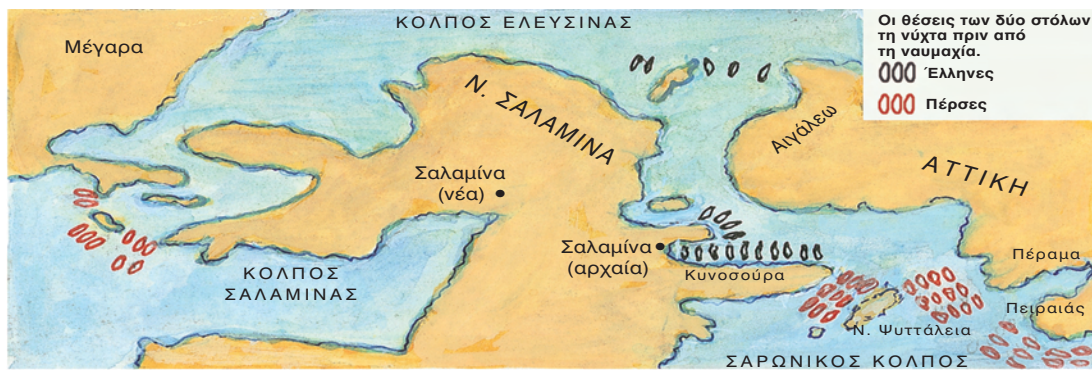 ΚΟΛΠΟΣ ΕΛΕΥΣΙΝΑΣ
Οι θέσεις των δύο στόλων
τη νύχτα πριν από
τη ναυμαχία.
Έλληνες
Πέρσες
Μέγαρα
Ν. ΣΑΛΑΜΙΝΑ
Αιγάλεω
ΑΤΤΙΚΗ
Σαλαμίνα
(νέα)
Σαλαμίνα
(αρχαία)
Κυνοσούρα
Πέραμα
ΚΟΛΠΟΣ
ΣΑΛΑΜΙΝΑΣ
Πειραιάς
Ν. Ψυττάλεια
ΣΑΡΩΝΙΚΟΣ ΚΟΛΠΟΣ